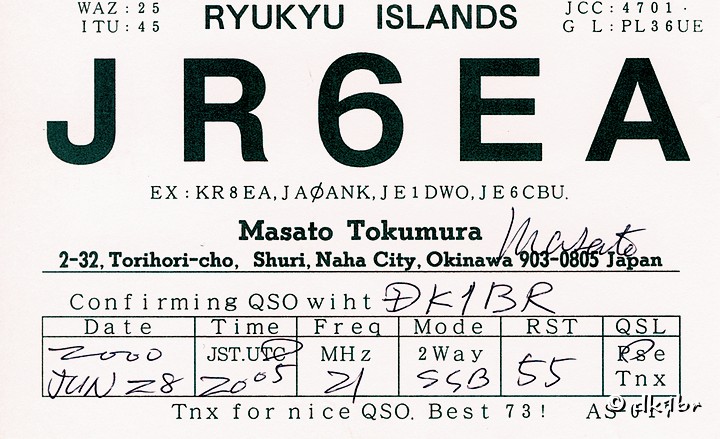 WAZ:25 RYUKYU ISLANDS JCC:4701.
ITU:45 G L:PL36UE
JR6EA
EX:KR8EA,JAØANK,JE1DWO,JE6CBU.
Masato Tokumura Masato
2-32, Torihori-cho, Shuri, Naha City, Okinawa 903-0805 Japan
Confirming QSO wiht DK1BR
Date Time Freq Mode RST QSL
2000 JST.UTC MHz 2Way 55 Pse
JUN 28 2005 21 SSB Tnx
Tnx for nice QSO. Best 73! AS-017
© dk1br